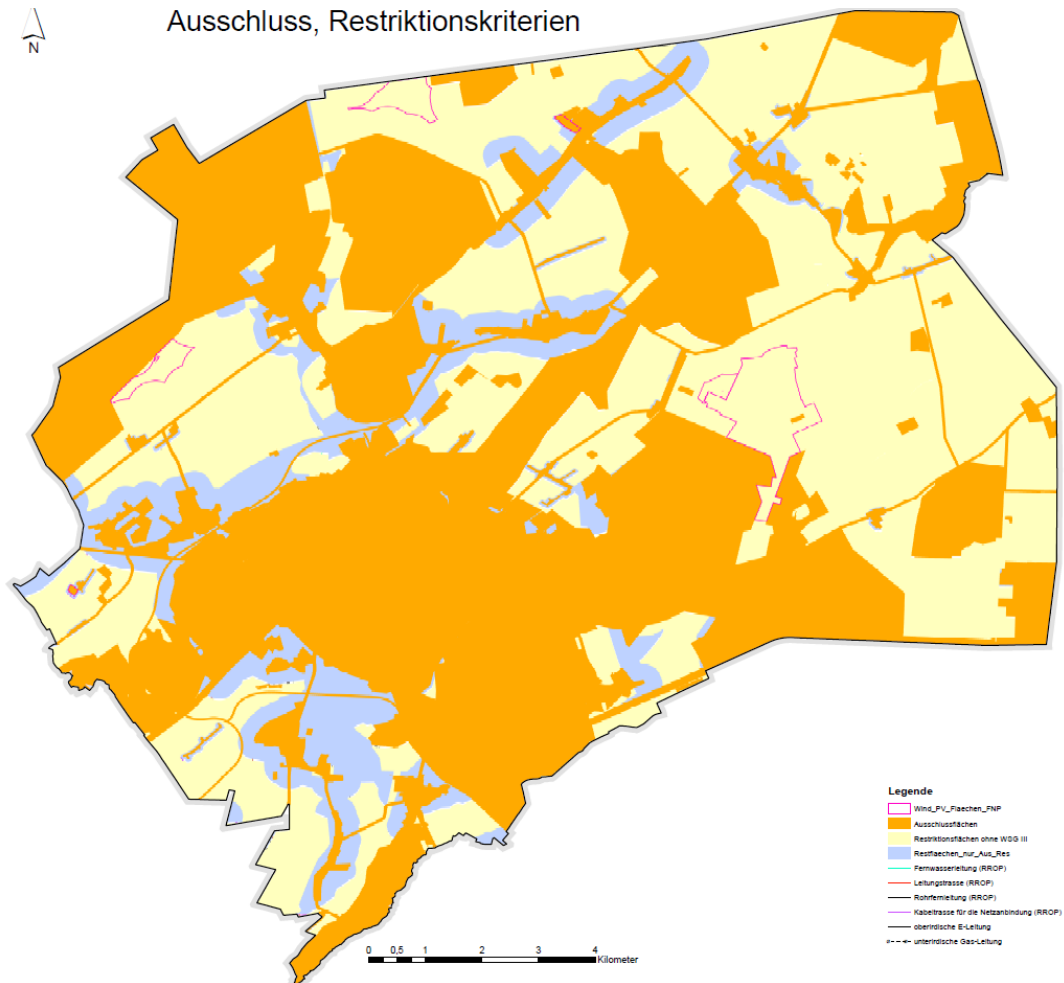 Ausschluss, Restriktionskriterien
N
Legende
Wind_PV_Flaechen_FNP
Ausschlussflächen
Restriktionsflächen ohne WSG III
Restflaechen_nur_Aus_Res
Fernwasserleitung (RROP)
Leitungstrasse (RROP)
Rohrfernleitung (RROP)
Kabeltrasse für die Netzanbindung (RROP)
oberirdische E-Leitung
unterirdische Gas-Leitung
0 0,5 1 2 3 4
Kilometer